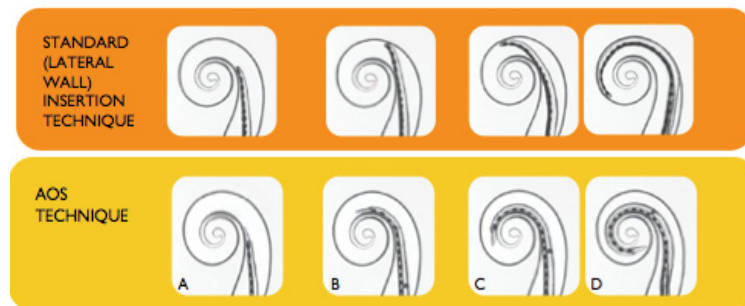 STANDARD
(LATERAL
WALL)
INSERTION
TECHNIQUE
AOS
TECHNIQUE
A
B
C
D